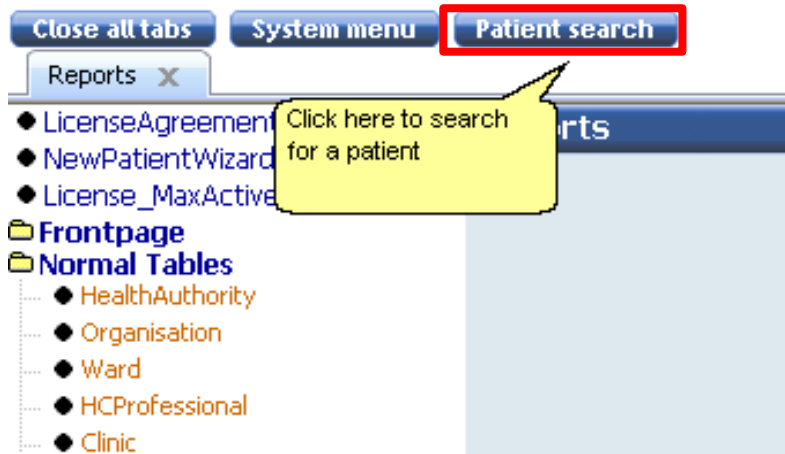 Close all tabs System menu Patient search
Reports X
LicenseAgreement
Click here to search
for a patient
rts
NewPatientWizard
License_MaxActive
Frontpage
Normal Tables
HealthAuthority
Organisation
Ward
HCProfessional
Clinic